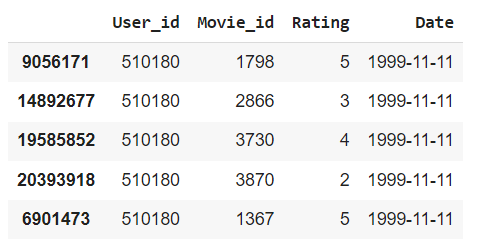 User_id Movie_id Rating Date
9056171 510180 1798 5 1999-11-11
14892677 510180 2866 3 1999-11-11
19585852 510180 3730 4 1999-11-11
20393918 510180 3870 2 1999-11-11
6901473 510180 1367 5 1999-11-11